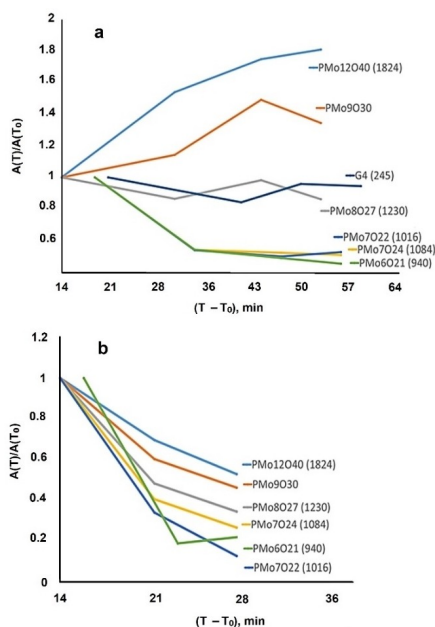 a
A(T)/A(T₀)
2
1.8
1.6
1.4
1.2
1
0.8
0.6
14
21
36
43
50
57
64
(T – T₀), min
PMo12O40 (1824)
PMo9O30
G4 (245)
PMo8O27 (1230)
PMo7O22 (1016)
PMo7O24 (1084)
PMo6O21 (940)
b
A(T)/A(T₀)
1.2
1
0.8
0.6
0.4
0.2
0
14
21
28
36
(T – T₀), min
PMo12O40 (1824)
PMo9O30
PMo8O27 (1230)
PMo7O24 (1084)
PMo6O21 (940)
PMo7O22 (1016)